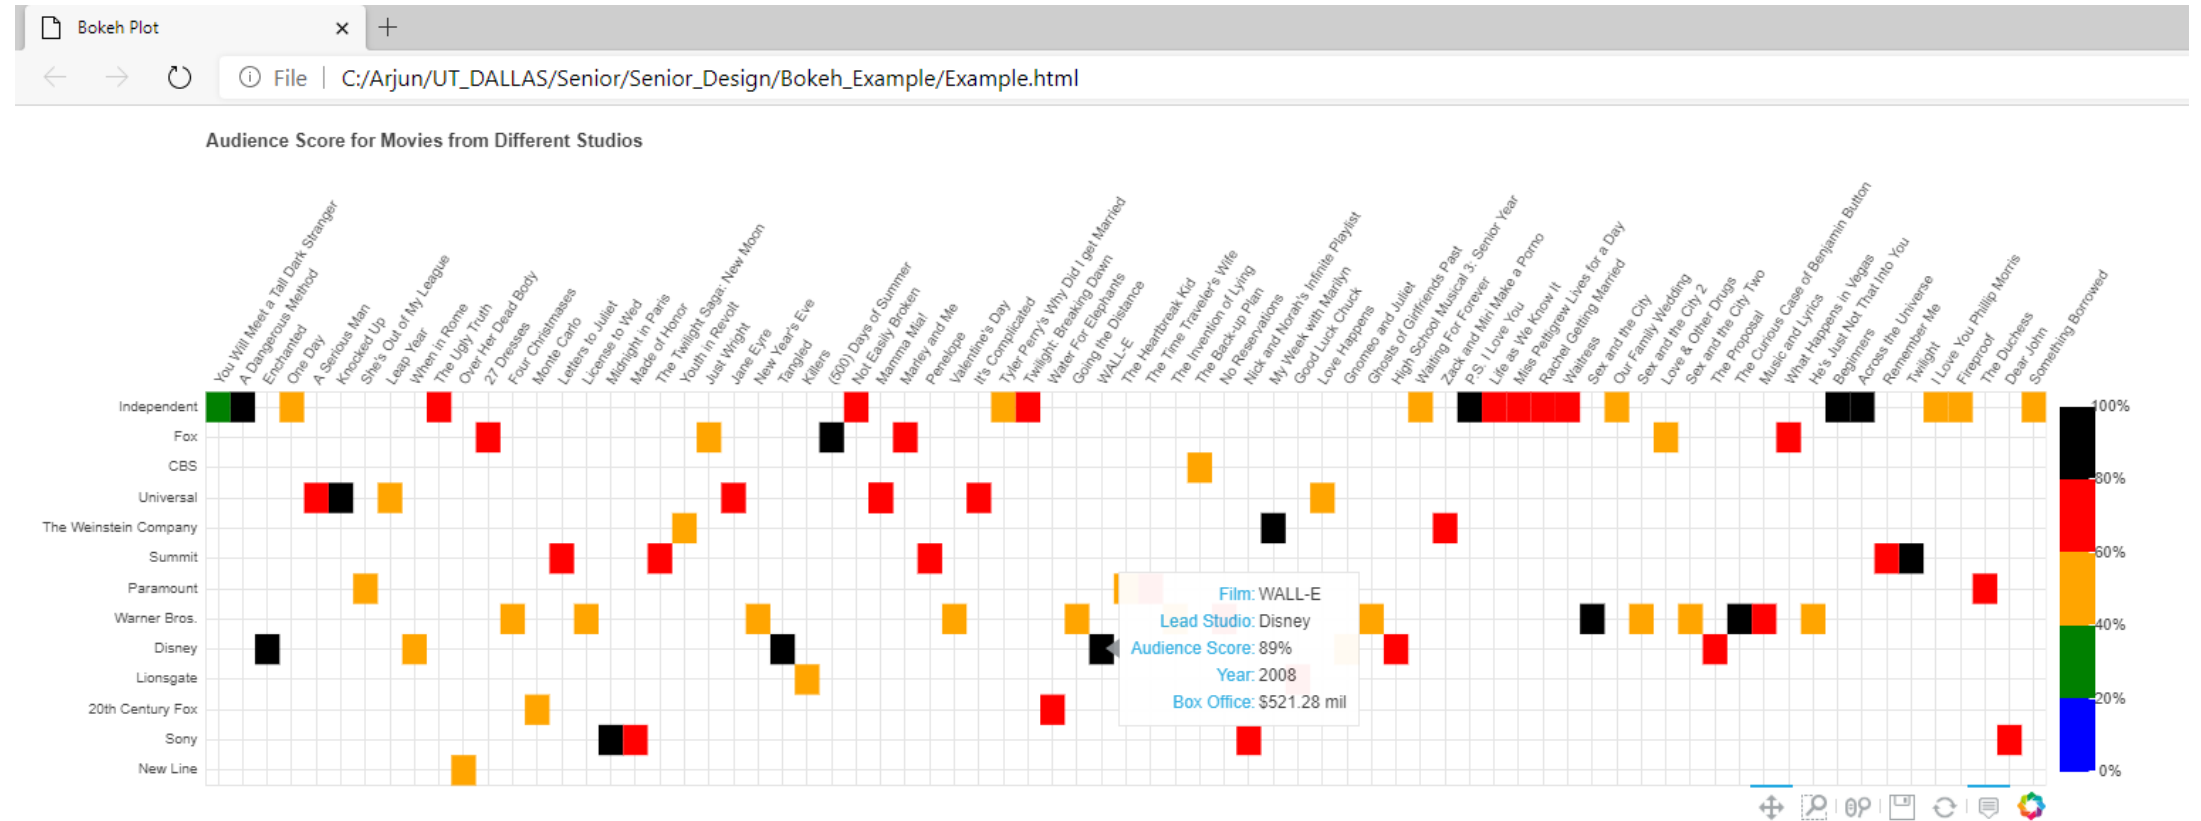 Bokeh Plot
File | C:/Arjun/UT_DALLAS/Senior/Senior_Design/Bokeh_Example/Example.html
Audience Score for Movies from Different Studios
You Will Meet a Tall Dark Stranger
A Dangerous Method
Enchanted
One Day
A Serious Man
Knocked Up
She's Out of My League
Leap Year
When in Rome
The Ugly Truth
Over Her Dead Body
27 Dresses
Four Christmases
Monte Carlo
Letters to Juliet
License to Wed
Midnight in Paris
Made of Honor
The Twilight Saga: New Moon
Youth in Revolt
Just Wright
Jane Eyre
New Year's Eve
Tangled
Killers
(500) Days of Summer
Not Easily Broken
Mamma Mia!
Marley and Me
Penelope
Valentine's Day
It's Complicated
Tyler Perry's Why Did I get Married
Twilight: Breaking Dawn
Water For Elephants
Going the Distance
WALL-E
The Heartbreak Kid
The Time Traveler's Wife
The Invention of Lying
The Back-up Plan
No Reservations
Nick and Norah's Infinite Playlist
My Week with Marilyn
Good Luck Chuck
Love Happens
Gnomeo and Juliet
Ghosts of Girlfriends Past
High School Musical 3: Senior Year
Waiting For Forever
Zack and Miri Make a Porno
P.S. I Love You
Life as We Know It
Miss Pettigrew Lives for a Day
Rachel Getting Married
Waitress
Sex and the City
Our Family Wedding
Sex and the City 2
Love & Other Drugs
Sex and the City Two
The Proposal
The Curious Case of Benjamin Button
Music and Lyrics
What Happens in Vegas
He's Just Not That Into You
Beginners
Across the Universe
Remember Me
Twilight
I Love You Phillip Morris
Fireproof
The Duchess
Dear John
Something Borrowed
Independent
Fox
CBS
Universal
The Weinstein Company
Summit
Paramount
Warner Bros.
Disney
Lionsgate
20th Century Fox
Sony
New Line
Film: WALL-E
Lead Studio: Disney
Audience Score: 89%
Year: 2008
Box Office: $521.28 mil
100%
80%
60%
40%
20%
0%